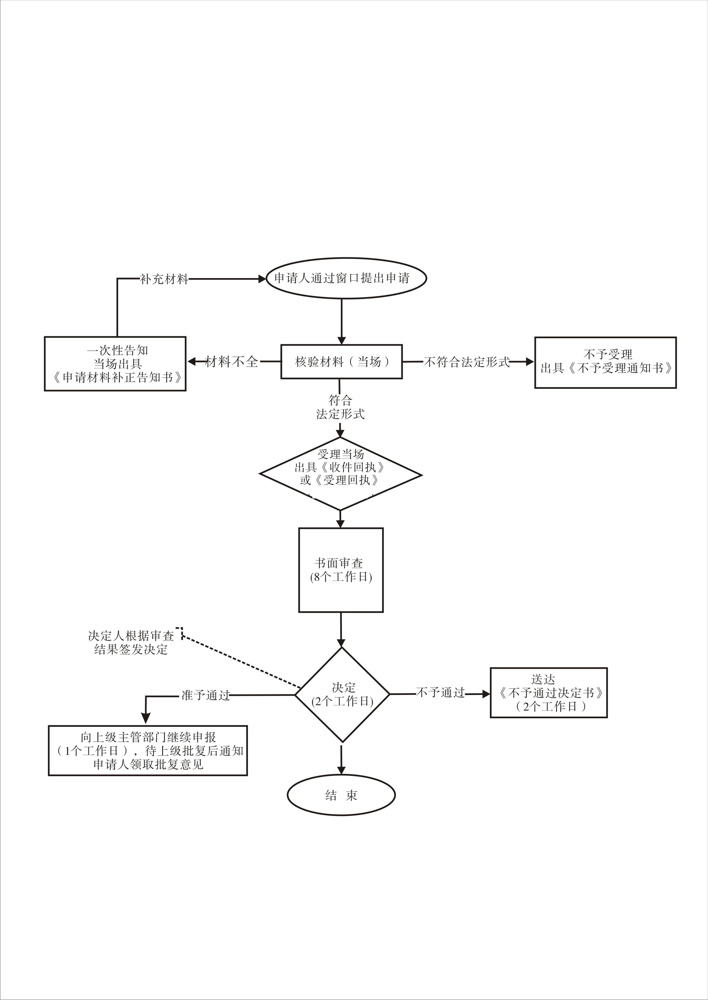 补充材料
申请人通过窗口提出申请
一次性告知
当场出具
《申请材料补正告知书》
材料不全
核验材料（当场）
不符合法定形式
不予受理
出具《不予受理通知书》
符合
法定形式
受理当场
出具《收件回执》
或《受理回执》
书面审查
(8个工作日)
决定人根据审查
结果签发决定
决定
(2个工作日)
准予通过
不予通过
送达
《不予通过决定书》
（2个工作日）
向上级主管部门继续申报
（1个工作日），待上级批复后通知
申请人领取批复意见
结 束